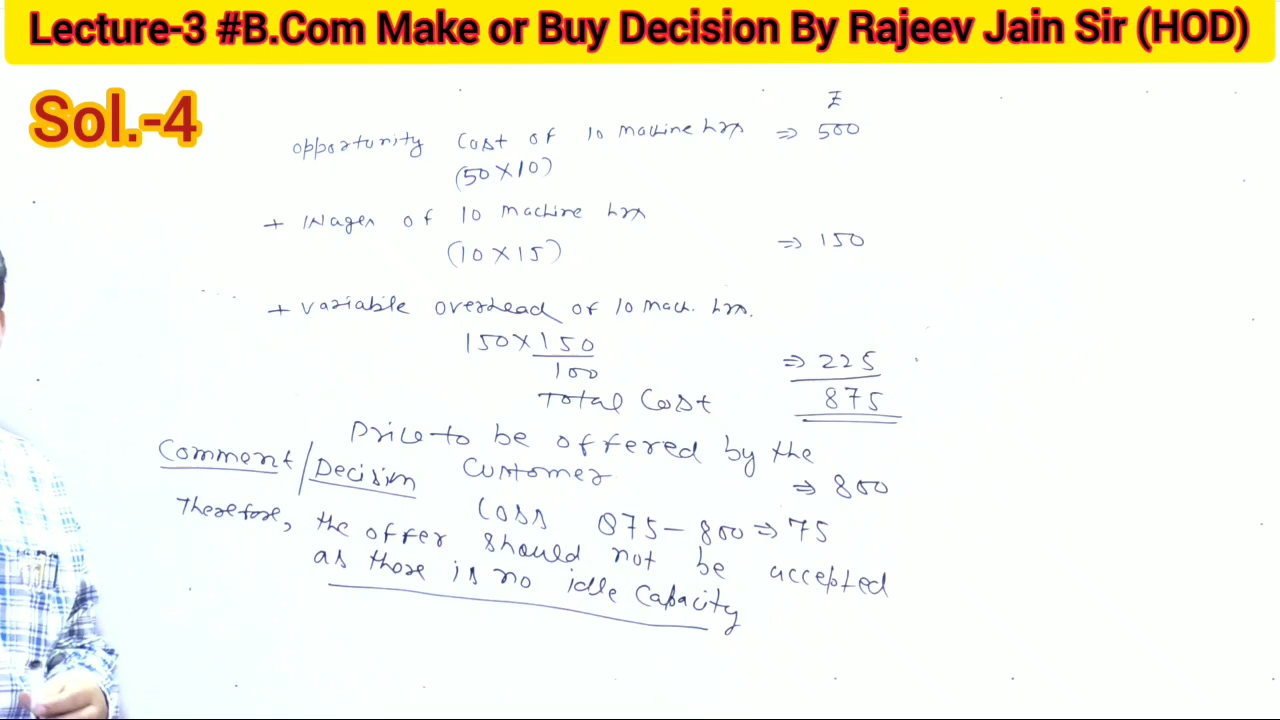 Lecture-3 #B.Com Make or Buy Decision By Rajeev Jain Sir (HOD)
Sol.-4
₹
opportunity Cost of 10 machine hrs ⇒ 500
(50×10)
+ Wages of 10 machine hrs
(10×15) ⇒ 150
+ variable overhead of 10 mach. hrs.
150×150
100 ⇒ 225
Total Cost 875
Price to be offered by the
Customer ⇒ 800
Comment/Decision
Loss 875-800 ⇒ 75
Therefore, the offer should not be accepted
as there is no idle capacity